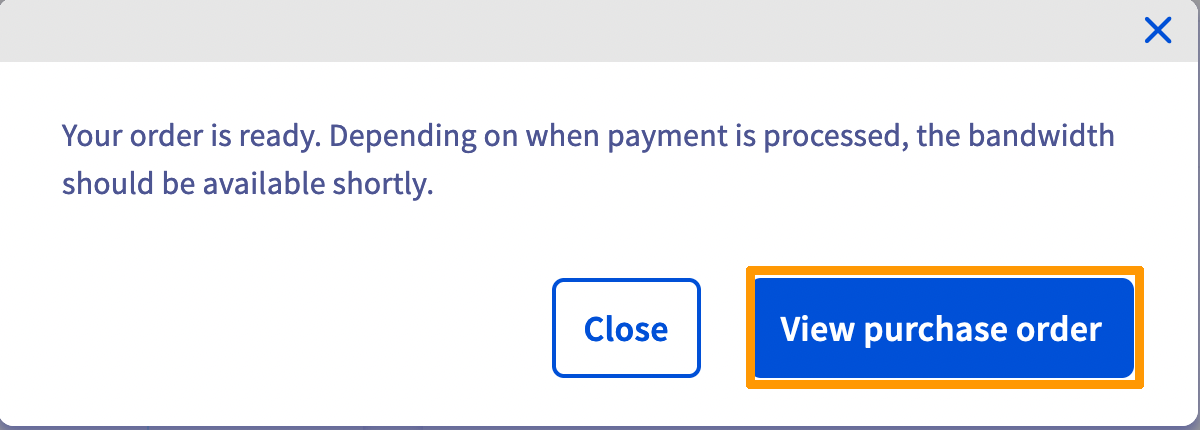 Your order is ready. Depending on when payment is processed, the bandwidth
should be available shortly.
Close
View purchase order